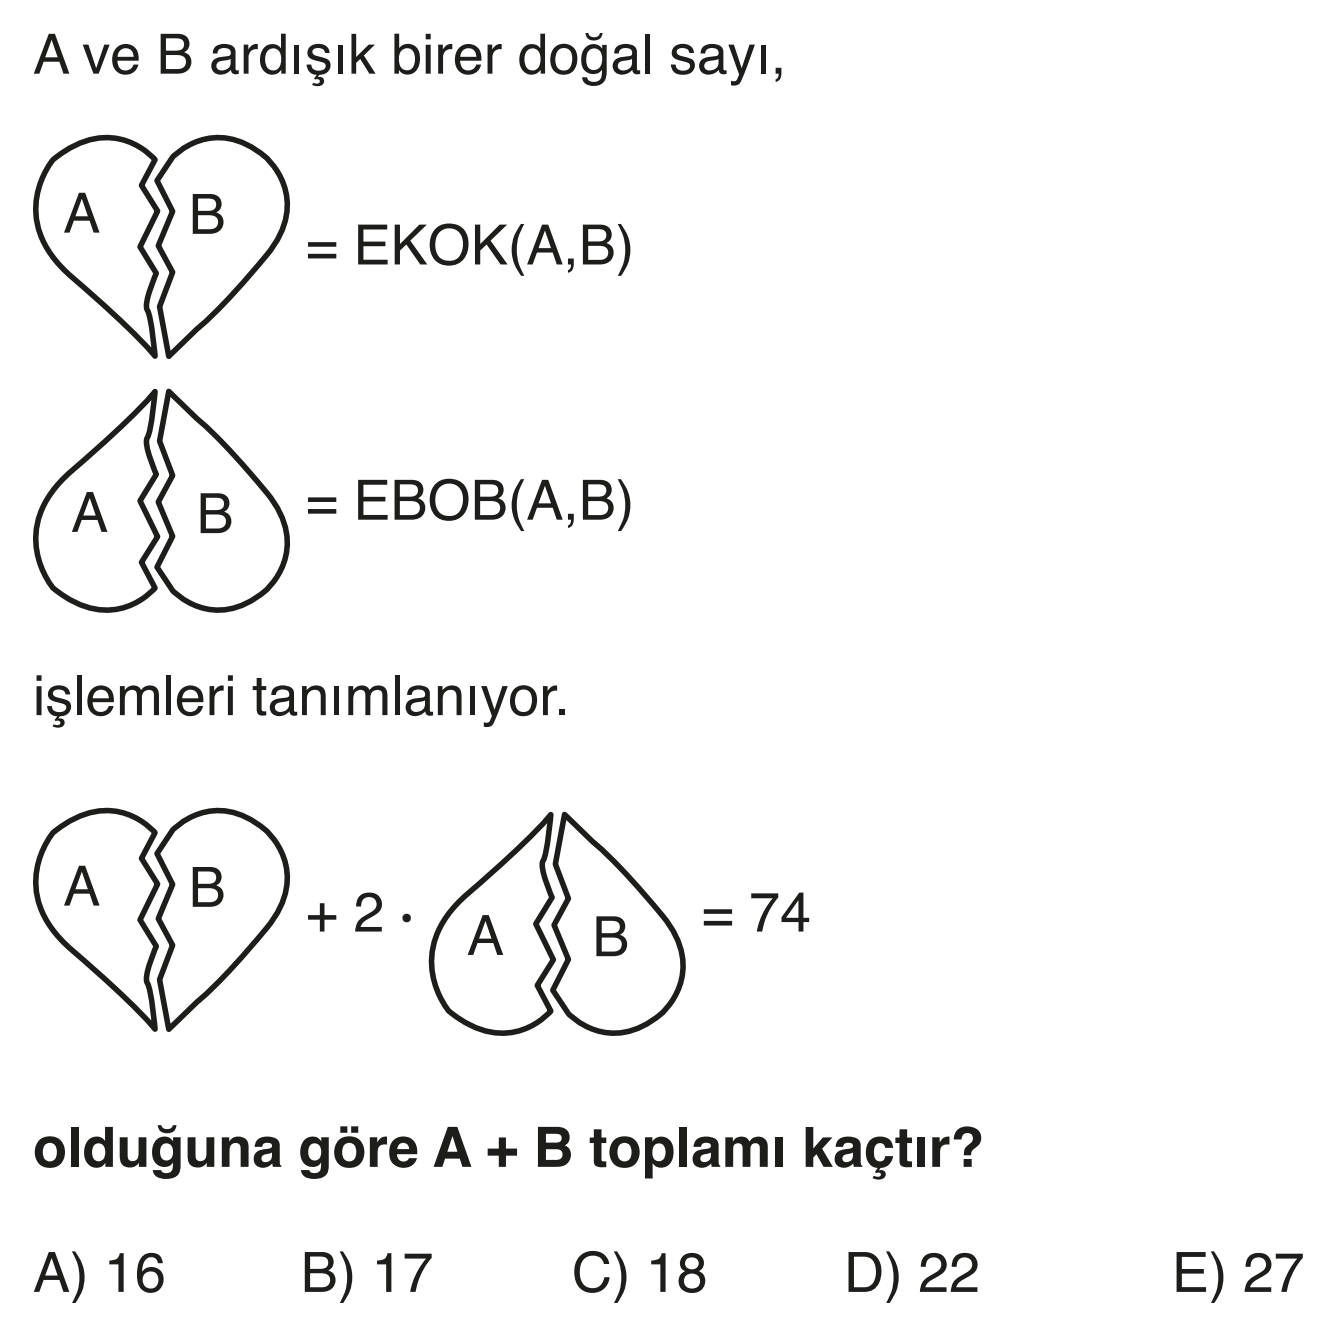 A ve B ardışık birer doğal sayı,
A B = EKOK(A,B)
A B = EBOB(A,B)
işlemleri tanımlanıyor.
A B + 2 · A B = 74
olduğuna göre A + B toplamı kaçtır?
A) 16 B) 17 C) 18 D) 22 E) 27